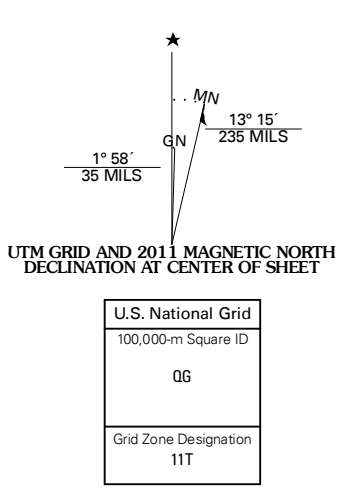 MN
13° 15´
235 MILS
GN
1° 58´
35 MILS
UTM GRID AND 2011 MAGNETIC NORTH
DECLINATION AT CENTER OF SHEET
U.S. National Grid
100,000-m Square ID
QG
Grid Zone Designation
11T